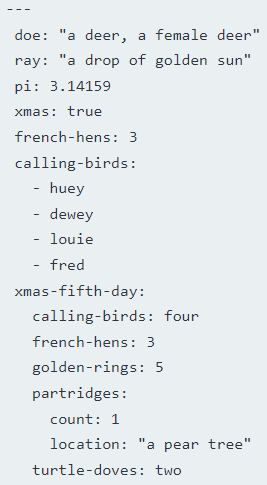 ---
doe: "a deer, a female deer"
ray: "a drop of golden sun"
pi: 3.14159
xmas: true
french-hens: 3
calling-birds:
  - huey
  - dewey
  - louie
  - fred
xmas-fifth-day:
  calling-birds: four
  french-hens: 3
  golden-rings: 5
  partridges:
    count: 1
    location: "a pear tree"
  turtle-doves: two